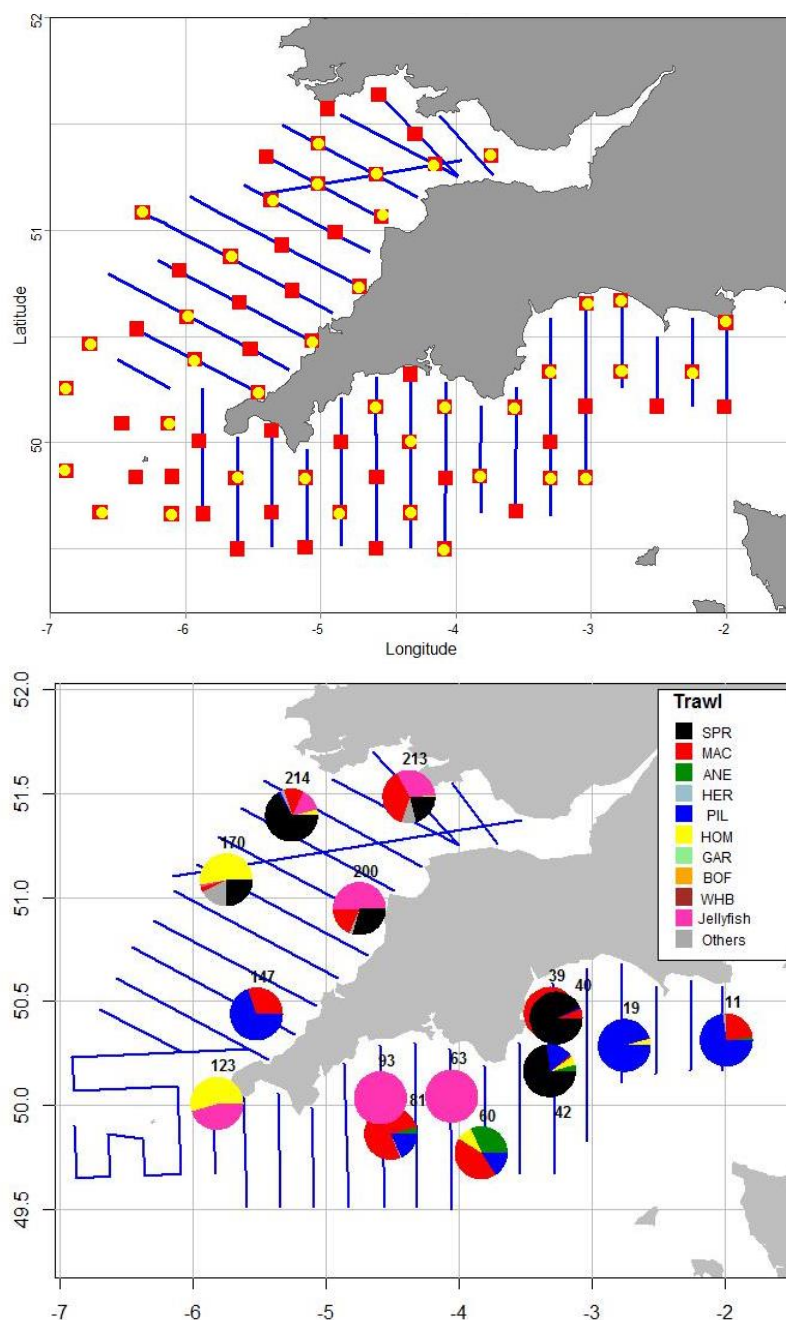 52
51
50
Latitude
-7
-6
-5
-4
-3
-2
Longitude
52.0
51.5
51.0
50.5
50.0
49.5
Trawl
SPR
MAC
ANE
HER
PIL
HOM
GAR
BOF
WHB
Jellyfish
Others
213
214
170
200
147
39
40
19
11
123
93
63
81
60
42
-7
-6
-5
-4
-3
-2